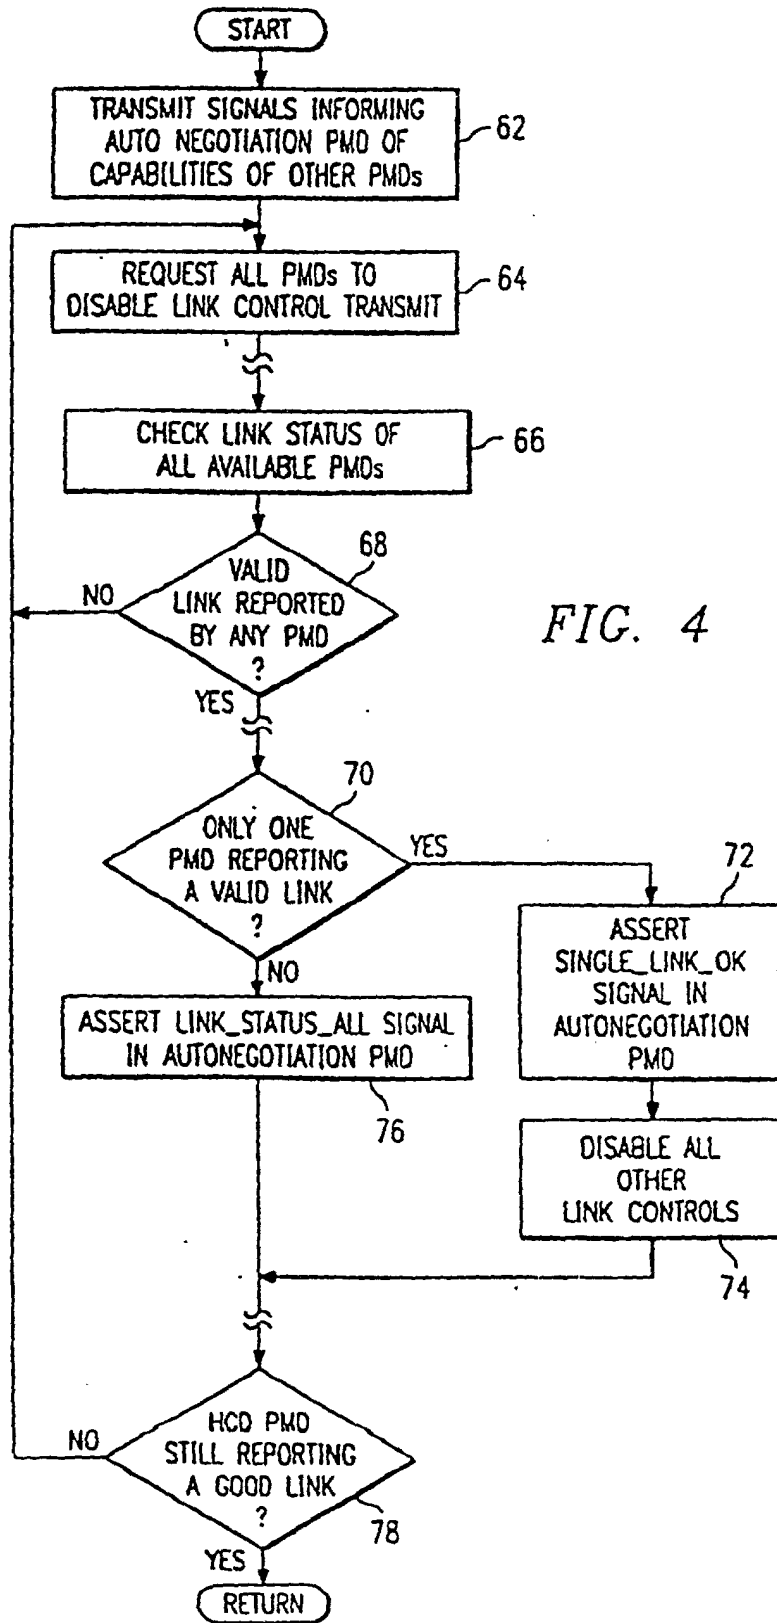 START
TRANSMIT SIGNALS INFORMING
AUTO NEGOTIATION PMD OF
CAPABILITIES OF OTHER PMDs
62
REQUEST ALL PMDs TO
DISABLE LINK CONTROL TRANSMIT
64
CHECK LINK STATUS OF
ALL AVAILABLE PMDs
66
68
VALID
LINK REPORTED
BY ANY PMD
?
NO
YES
FIG. 4
70
ONLY ONE
PMD REPORTING
A VALID LINK
?
YES
NO
72
ASSERT
SINGLE_LINK_OK
SIGNAL IN
AUTONEGOTIATION
PMD
ASSERT LINK_STATUS_ALL SIGNAL
IN AUTONEGOTIATION PMD
76
DISABLE ALL
OTHER
LINK CONTROLS
74
HCD PMD
STILL REPORTING
A GOOD LINK
?
NO
78
YES
RETURN